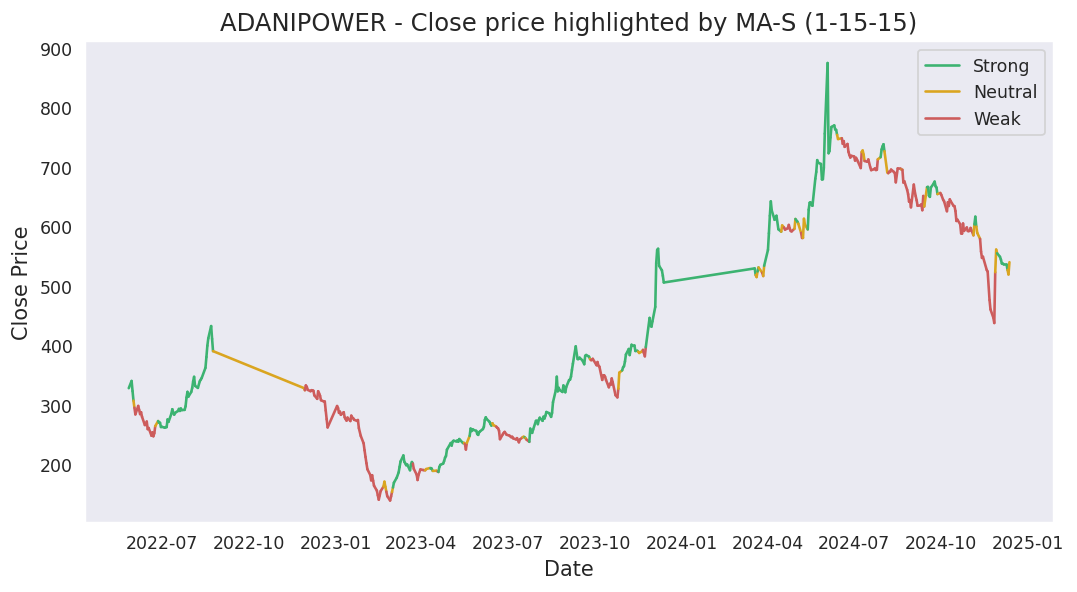 ADANIPOWER - Close price highlighted by MA-S (1-15-15)
900
800
700
600
500
400
300
200
Close Price
Strong
Neutral
Weak
2022-07 2022-10 2023-01 2023-04 2023-07 2023-10 2024-01 2024-04 2024-07 2024-10 2025-01
Date